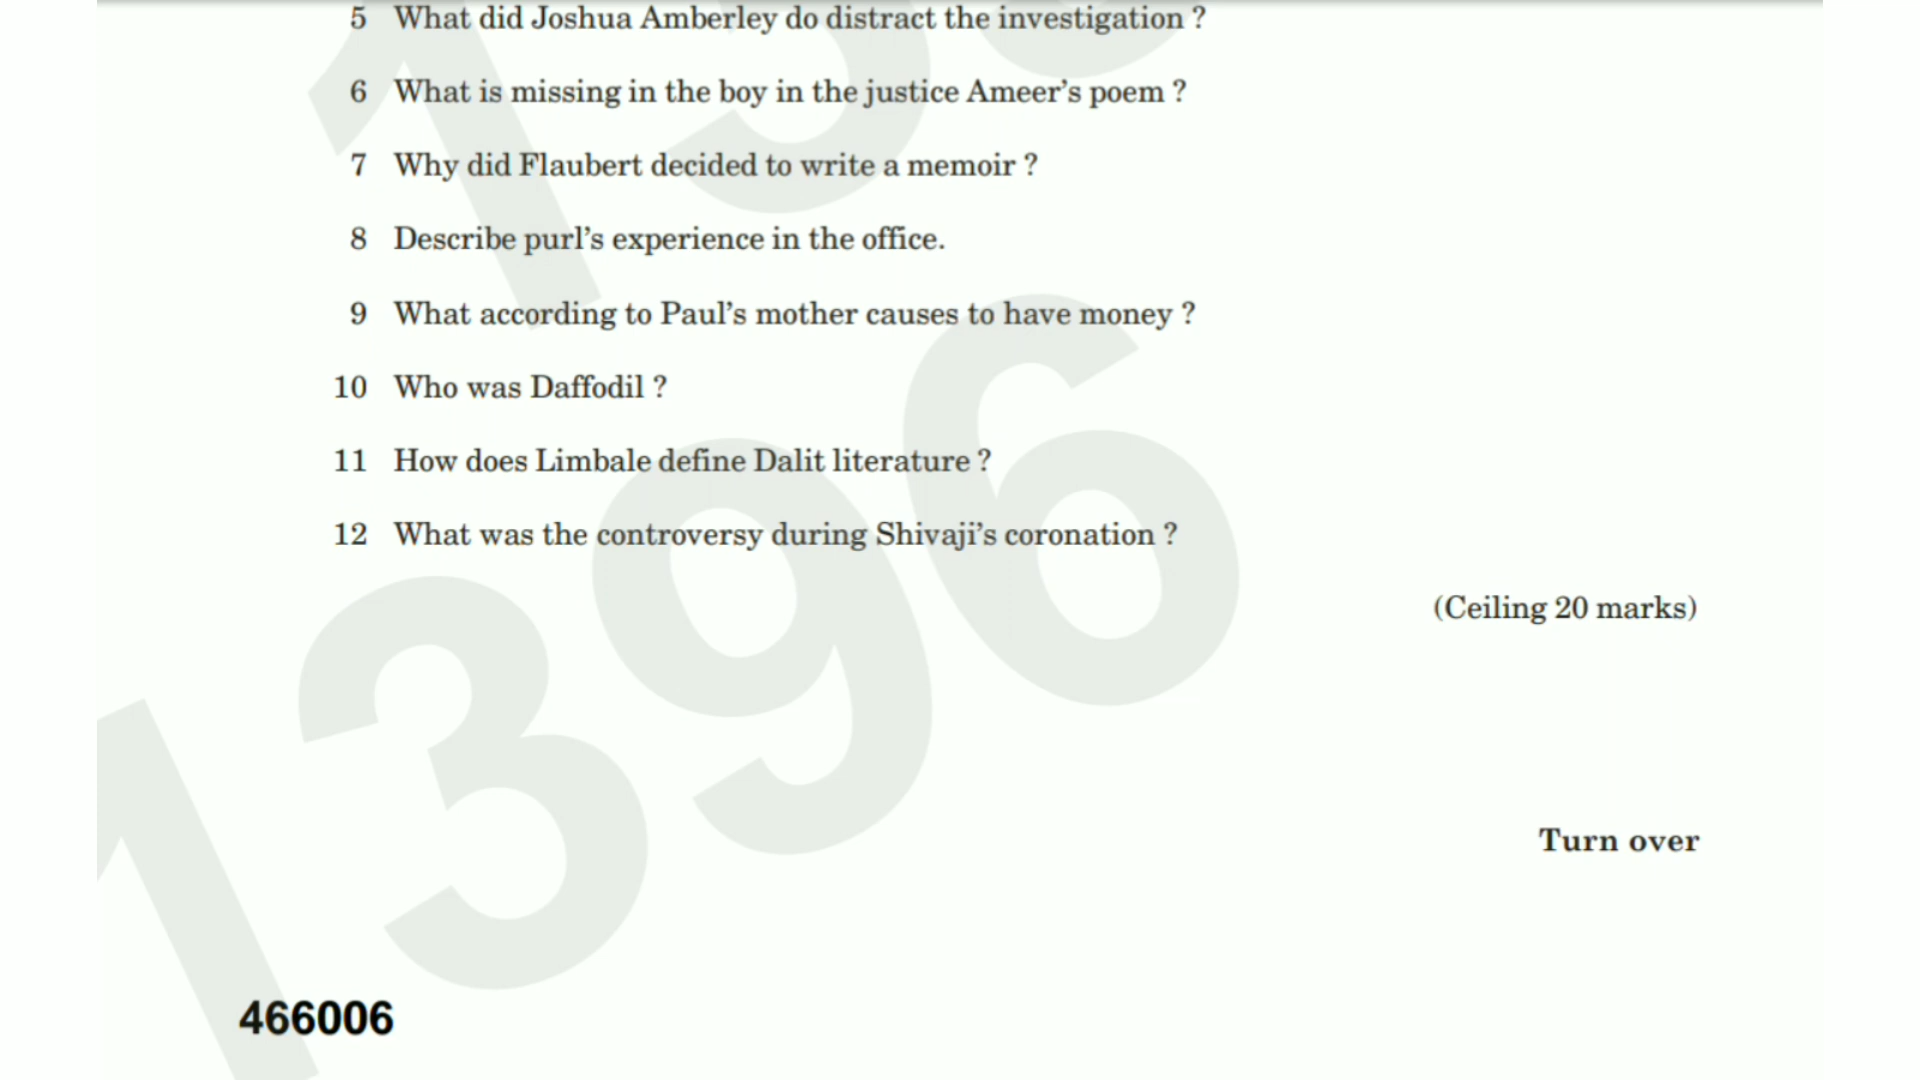 5 What did Joshua Amberley do distract the investigation ?
6 What is missing in the boy in the justice Ameer’s poem ?
7 Why did Flaubert decided to write a memoir ?
8 Describe purl’s experience in the office.
9 What according to Paul’s mother causes to have money ?
10 Who was Daffodil ?
11 How does Limbale define Dalit literature ?
12 What was the controversy during Shivaji’s coronation ?
(Ceiling 20 marks)
1396
Turn over
466006